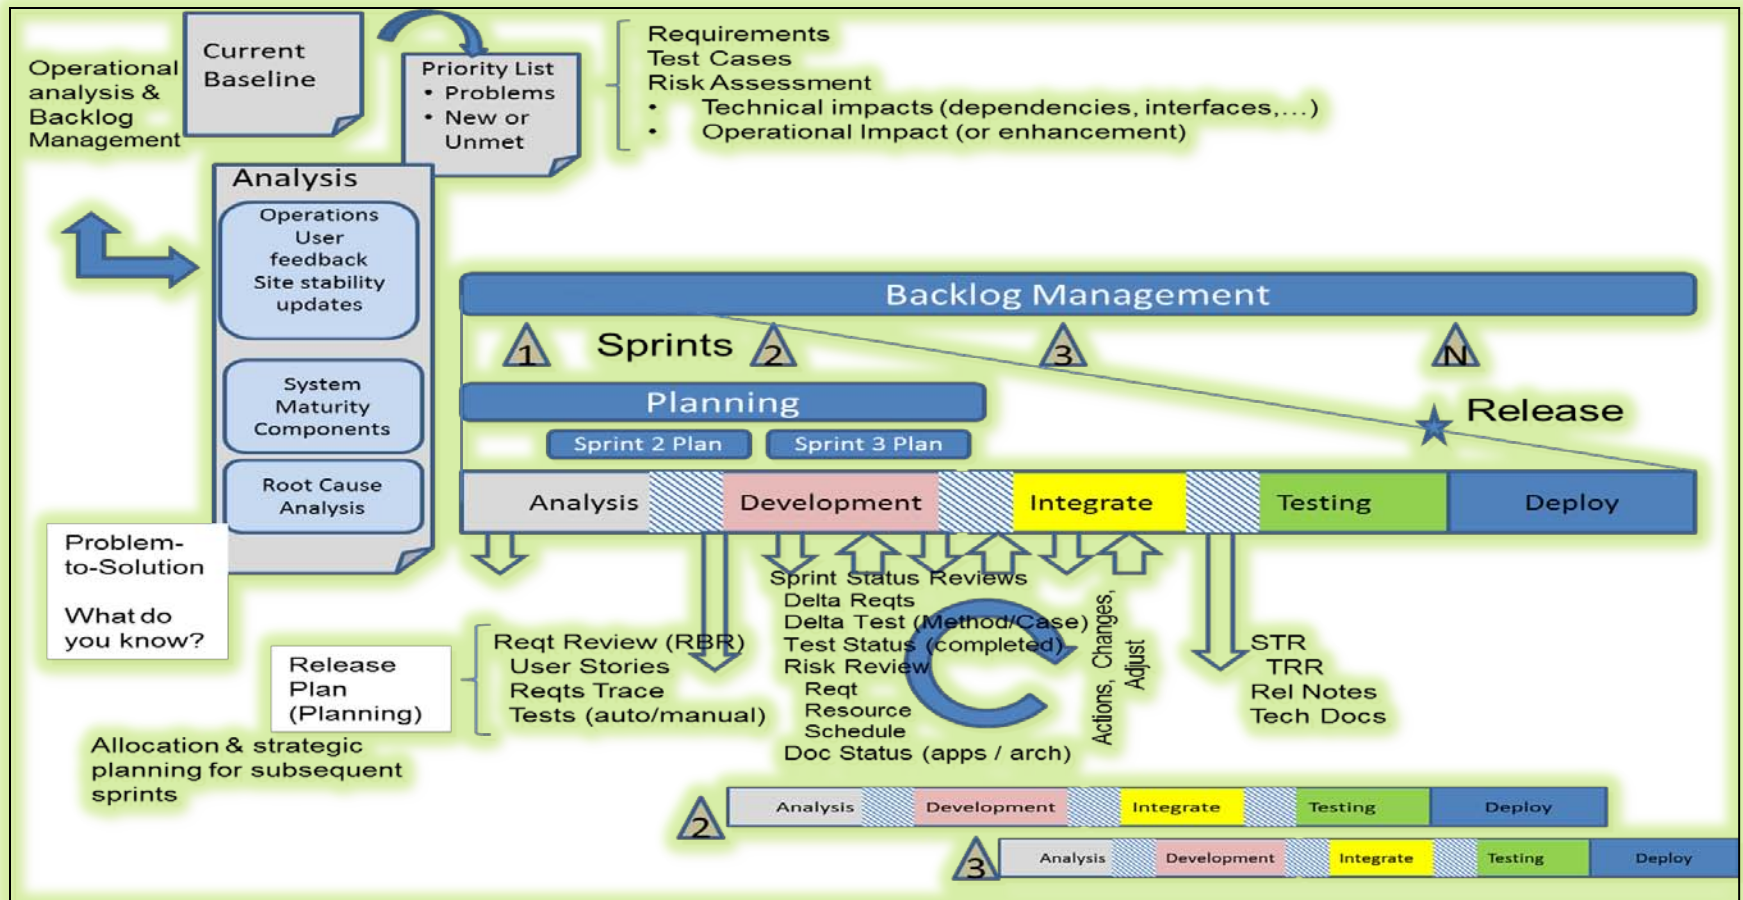 Operational
analysis &
Backlog
Management
Current
Baseline
Priority List
• Problems
• New or
Unmet
Requirements
Test Cases
Risk Assessment
• Technical impacts (dependencies, interfaces,...)
• Operational Impact (or enhancement)
Analysis
Operations
User
feedback
Site stability
updates
System
Maturity
Components
Root Cause
Analysis
Problem-
to-Solution
What do
you know?
Backlog Management
1
Sprints
2
3
N
Planning
Release
Sprint 2 Plan
Sprint 3 Plan
Analysis
Development
Integrate
Testing
Deploy
Release
Plan
(Planning)
Allocation & strategic
planning for subsequent
sprints
Reqt Review (RBR)
User Stories
Reqts Trace
Tests (auto/manual)
Sprint Status Reviews
Delta Reqts
Delta Test (Method/Case)
Test Status (completed)
Risk Review
Reqt
Resource
Schedule
Doc Status (apps / arch)
Actions, Changes,
Adjust
STR
TRR
Rel Notes
Tech Docs
2
Analysis
Development
Integrate
Testing
Deploy
3
Analysis
Development
Integrate
Testing
Deploy